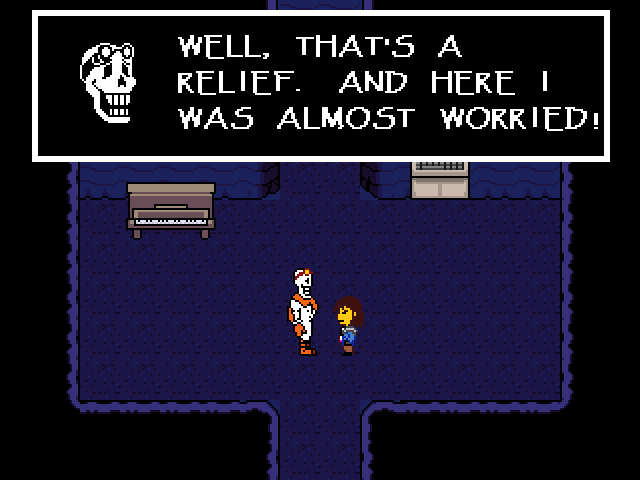 WELL, THAT'S A
RELIEF. AND HERE I
WAS ALMOST WORRIED!